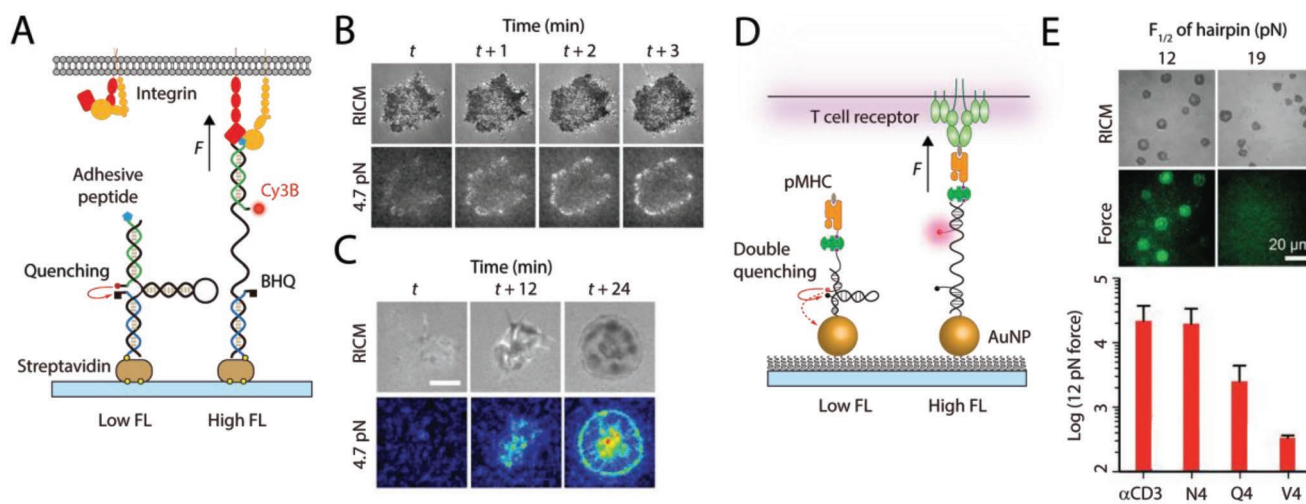 A
Integrin
F
Adhesive
peptide
Cy3B
Quenching
BHQ
Streptavidin
Low FL
High FL
B
Time (min)
t
t + 1
t + 2
t + 3
RICM
4.7 pN
C
Time (min)
t
t + 12
t + 24
RICM
4.7 pN
D
T cell receptor
F
pMHC
Double
quenching
AuNP
Low FL
High FL
E
F1/2 of hairpin (pN)
12
19
RICM
Force
20 µm
Log (12 pN force)
5
4
3
2
αCD3
N4
Q4
V4